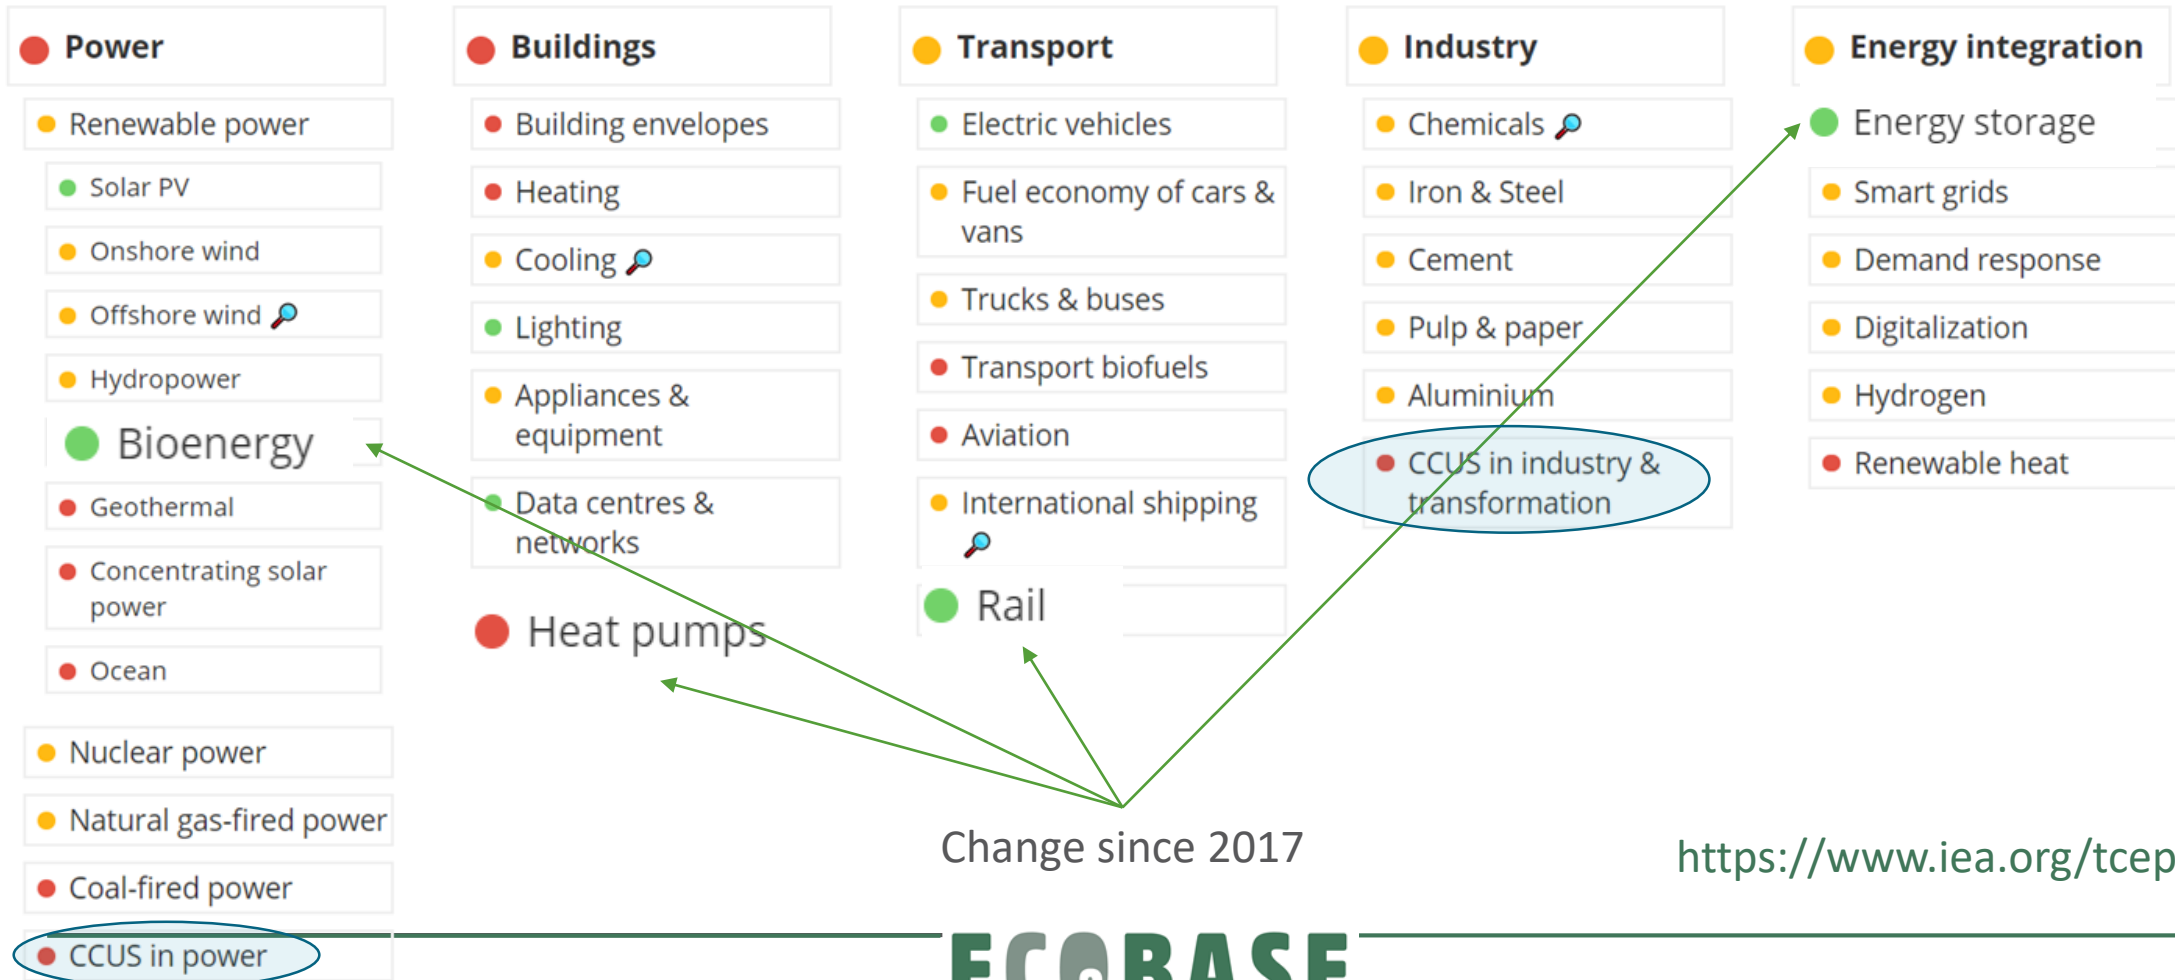 Power
Renewable power
Solar PV
Onshore wind
Offshore wind
Hydropower
Bioenergy
Geothermal
Concentrating solar
power
Ocean
Nuclear power
Natural gas-fired power
Coal-fired power
CCUS in power
Buildings
Building envelopes
Heating
Cooling
Lighting
Appliances &
equipment
Data centres &
networks
Heat pumps
Transport
Electric vehicles
Fuel economy of cars &
vans
Trucks & buses
Transport biofuels
Aviation
International shipping
Rail
Industry
Chemicals
Iron & Steel
Cement
Pulp & paper
Aluminium
CCUS in industry &
transformation
Energy integration
Energy storage
Smart grids
Demand response
Digitalization
Hydrogen
Renewable heat
Change since 2017
https://www.iea.org/tcep
ECOBASE